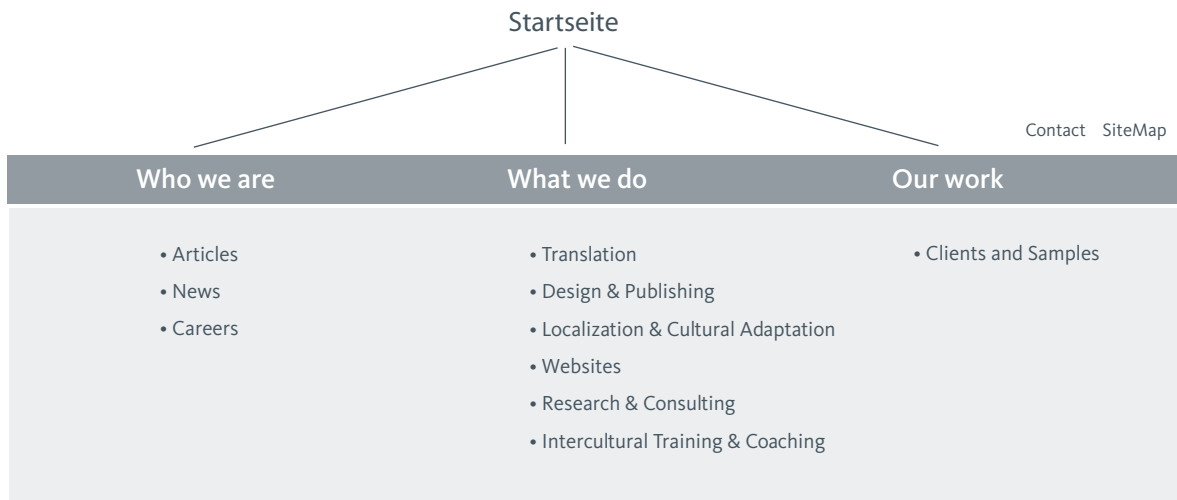 Startseite
Contact SiteMap
Who we are What we do Our work
• Articles
• News
• Careers
• Translation
• Design & Publishing
• Localization & Cultural Adaptation
• Websites
• Research & Consulting
• Intercultural Training & Coaching
• Clients and Samples